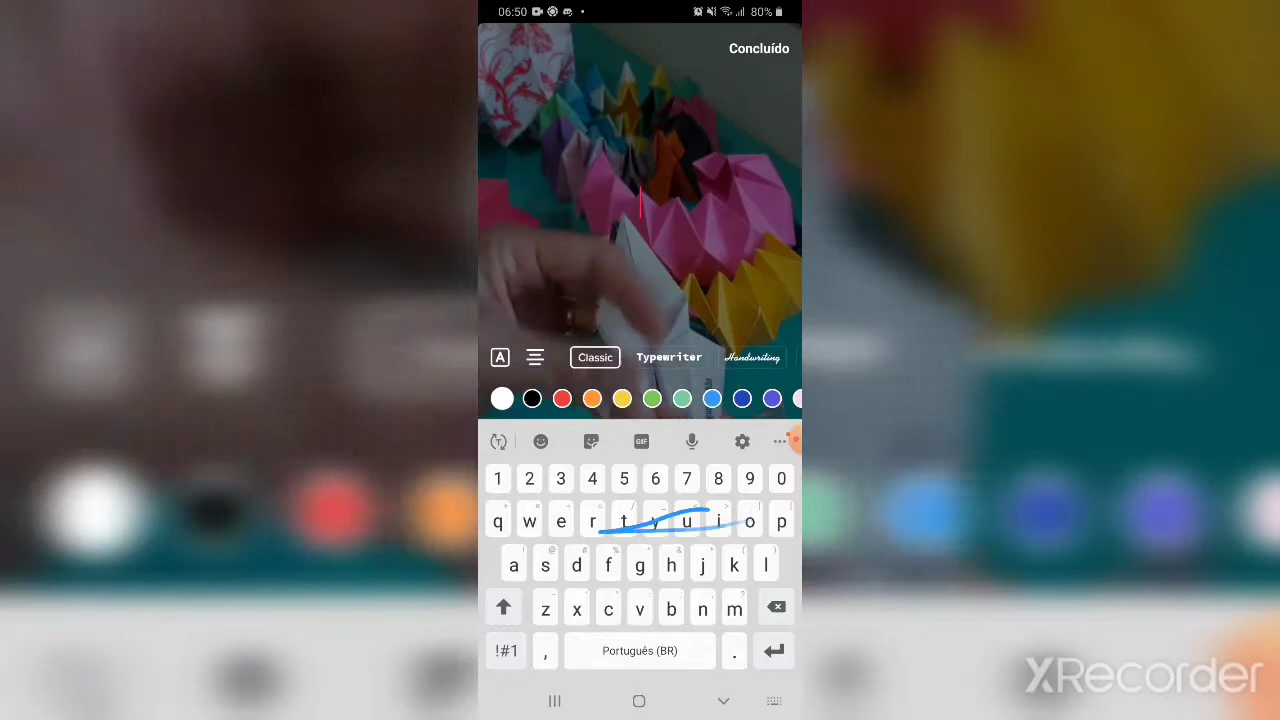 06:50 80%
Concluído
A Classic Typewriter Handwriting
T GIF
1 2 3 4 5 6 7 8 9 0
q w e r t y u i o p
a s d f g h j k l
z x c v b n m
!#1 , Português (BR) .
XRecorder